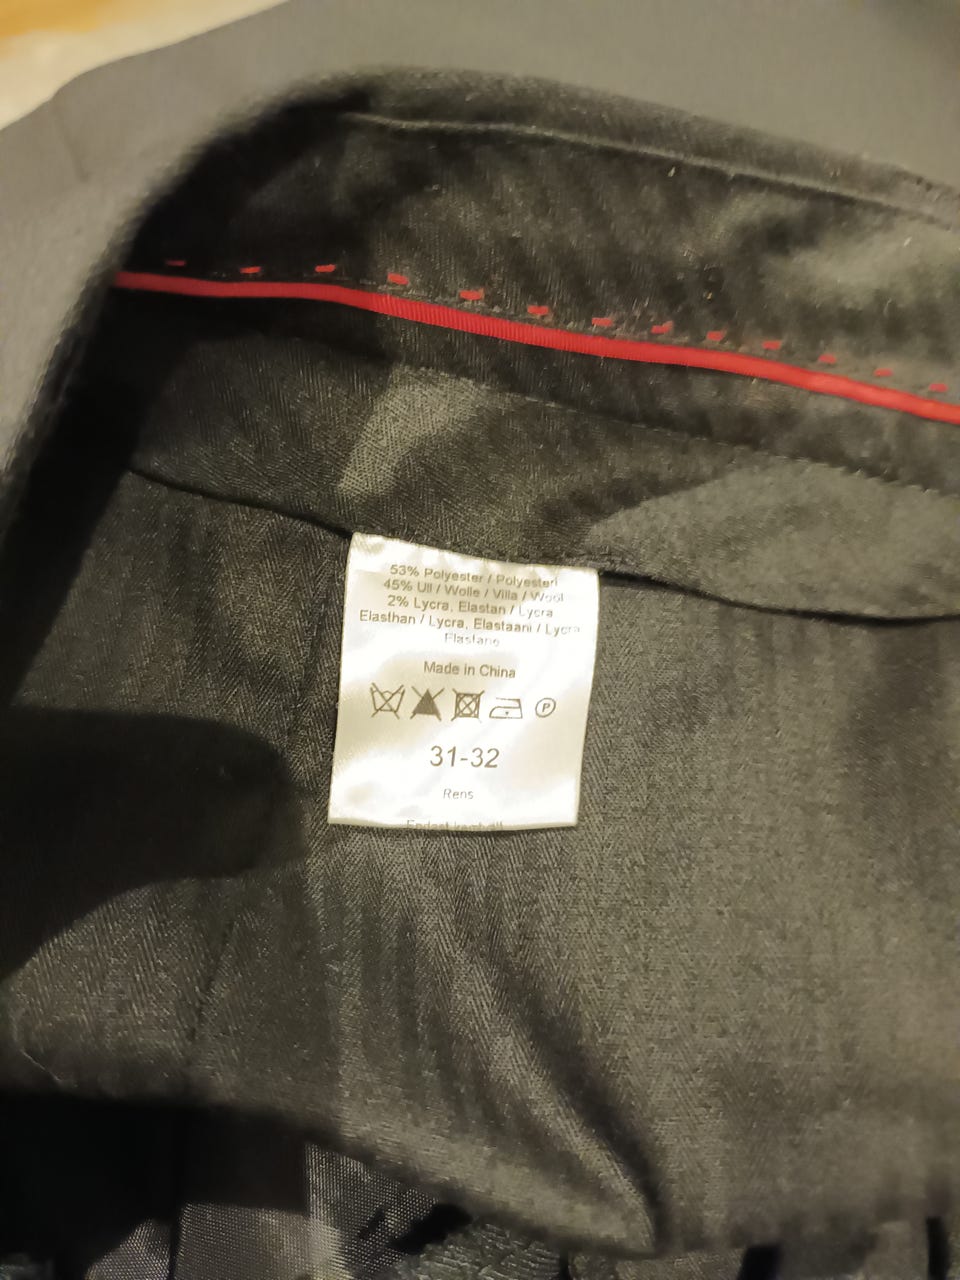 53% Polyester / Polyesteri
45% Ull / Wolle / Villa / Wool
2% Lycra, Elastan / Lycra
Elasthan / Lycra, Elastaani / Lycra
Elastane
Made in China
P
31-32
Rens